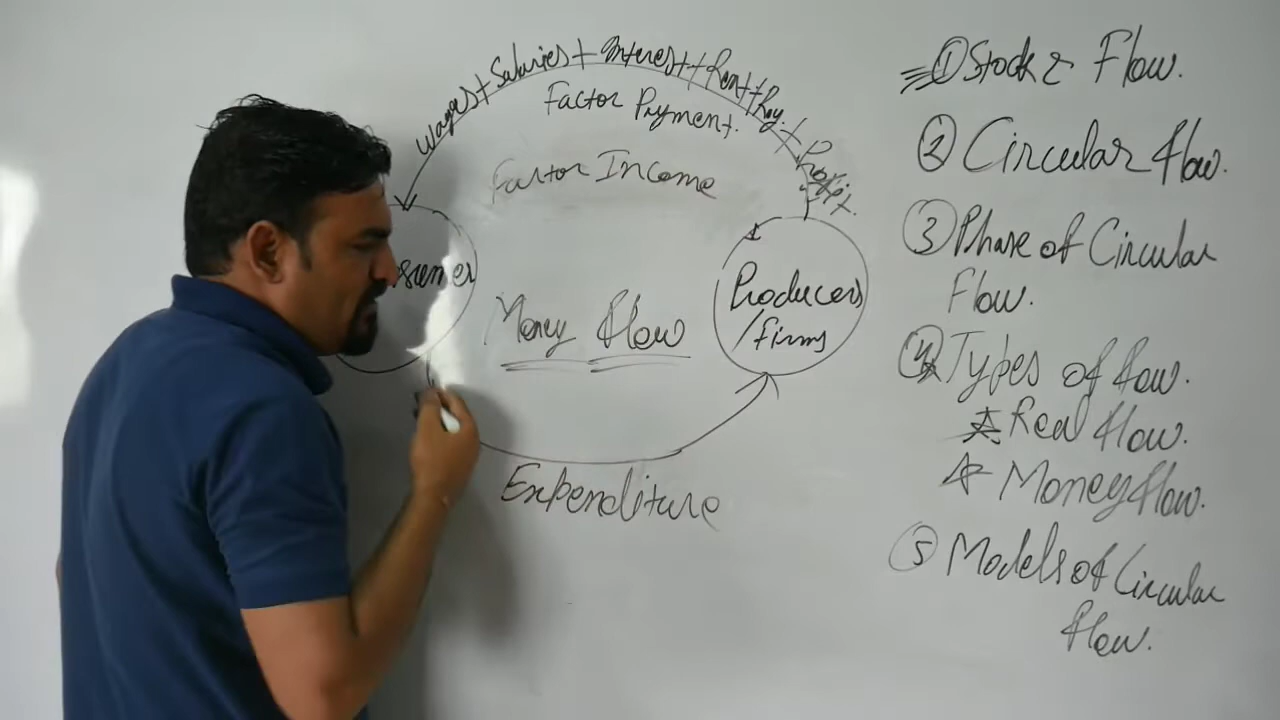 Wages + Salaries + Interest + Rent + Roy. + Profit.
Factor Pryment.
Factor Income
sumer
Producers
/firms
Money flow
Expenditure
① Stock & Flow.
② Circular flow.
③ Phase of Circular
Flow.
④ Types of flow.
Real flow.
Money flow.
⑤ Models of Circular
flow.